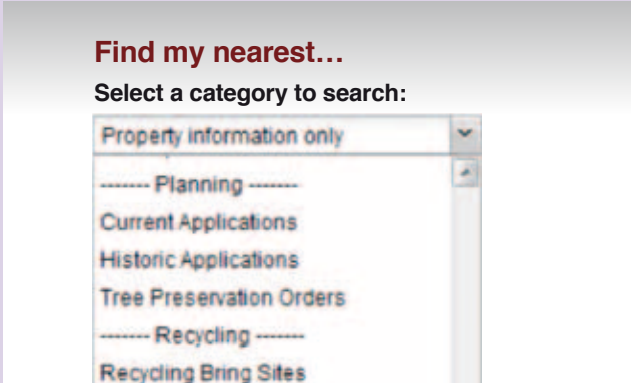 Find my nearest…
Select a category to search:
Property information only
------- Planning -------
Current Applications
Historic Applications
Tree Preservation Orders
------- Recycling -------
Recycling Bring Sites